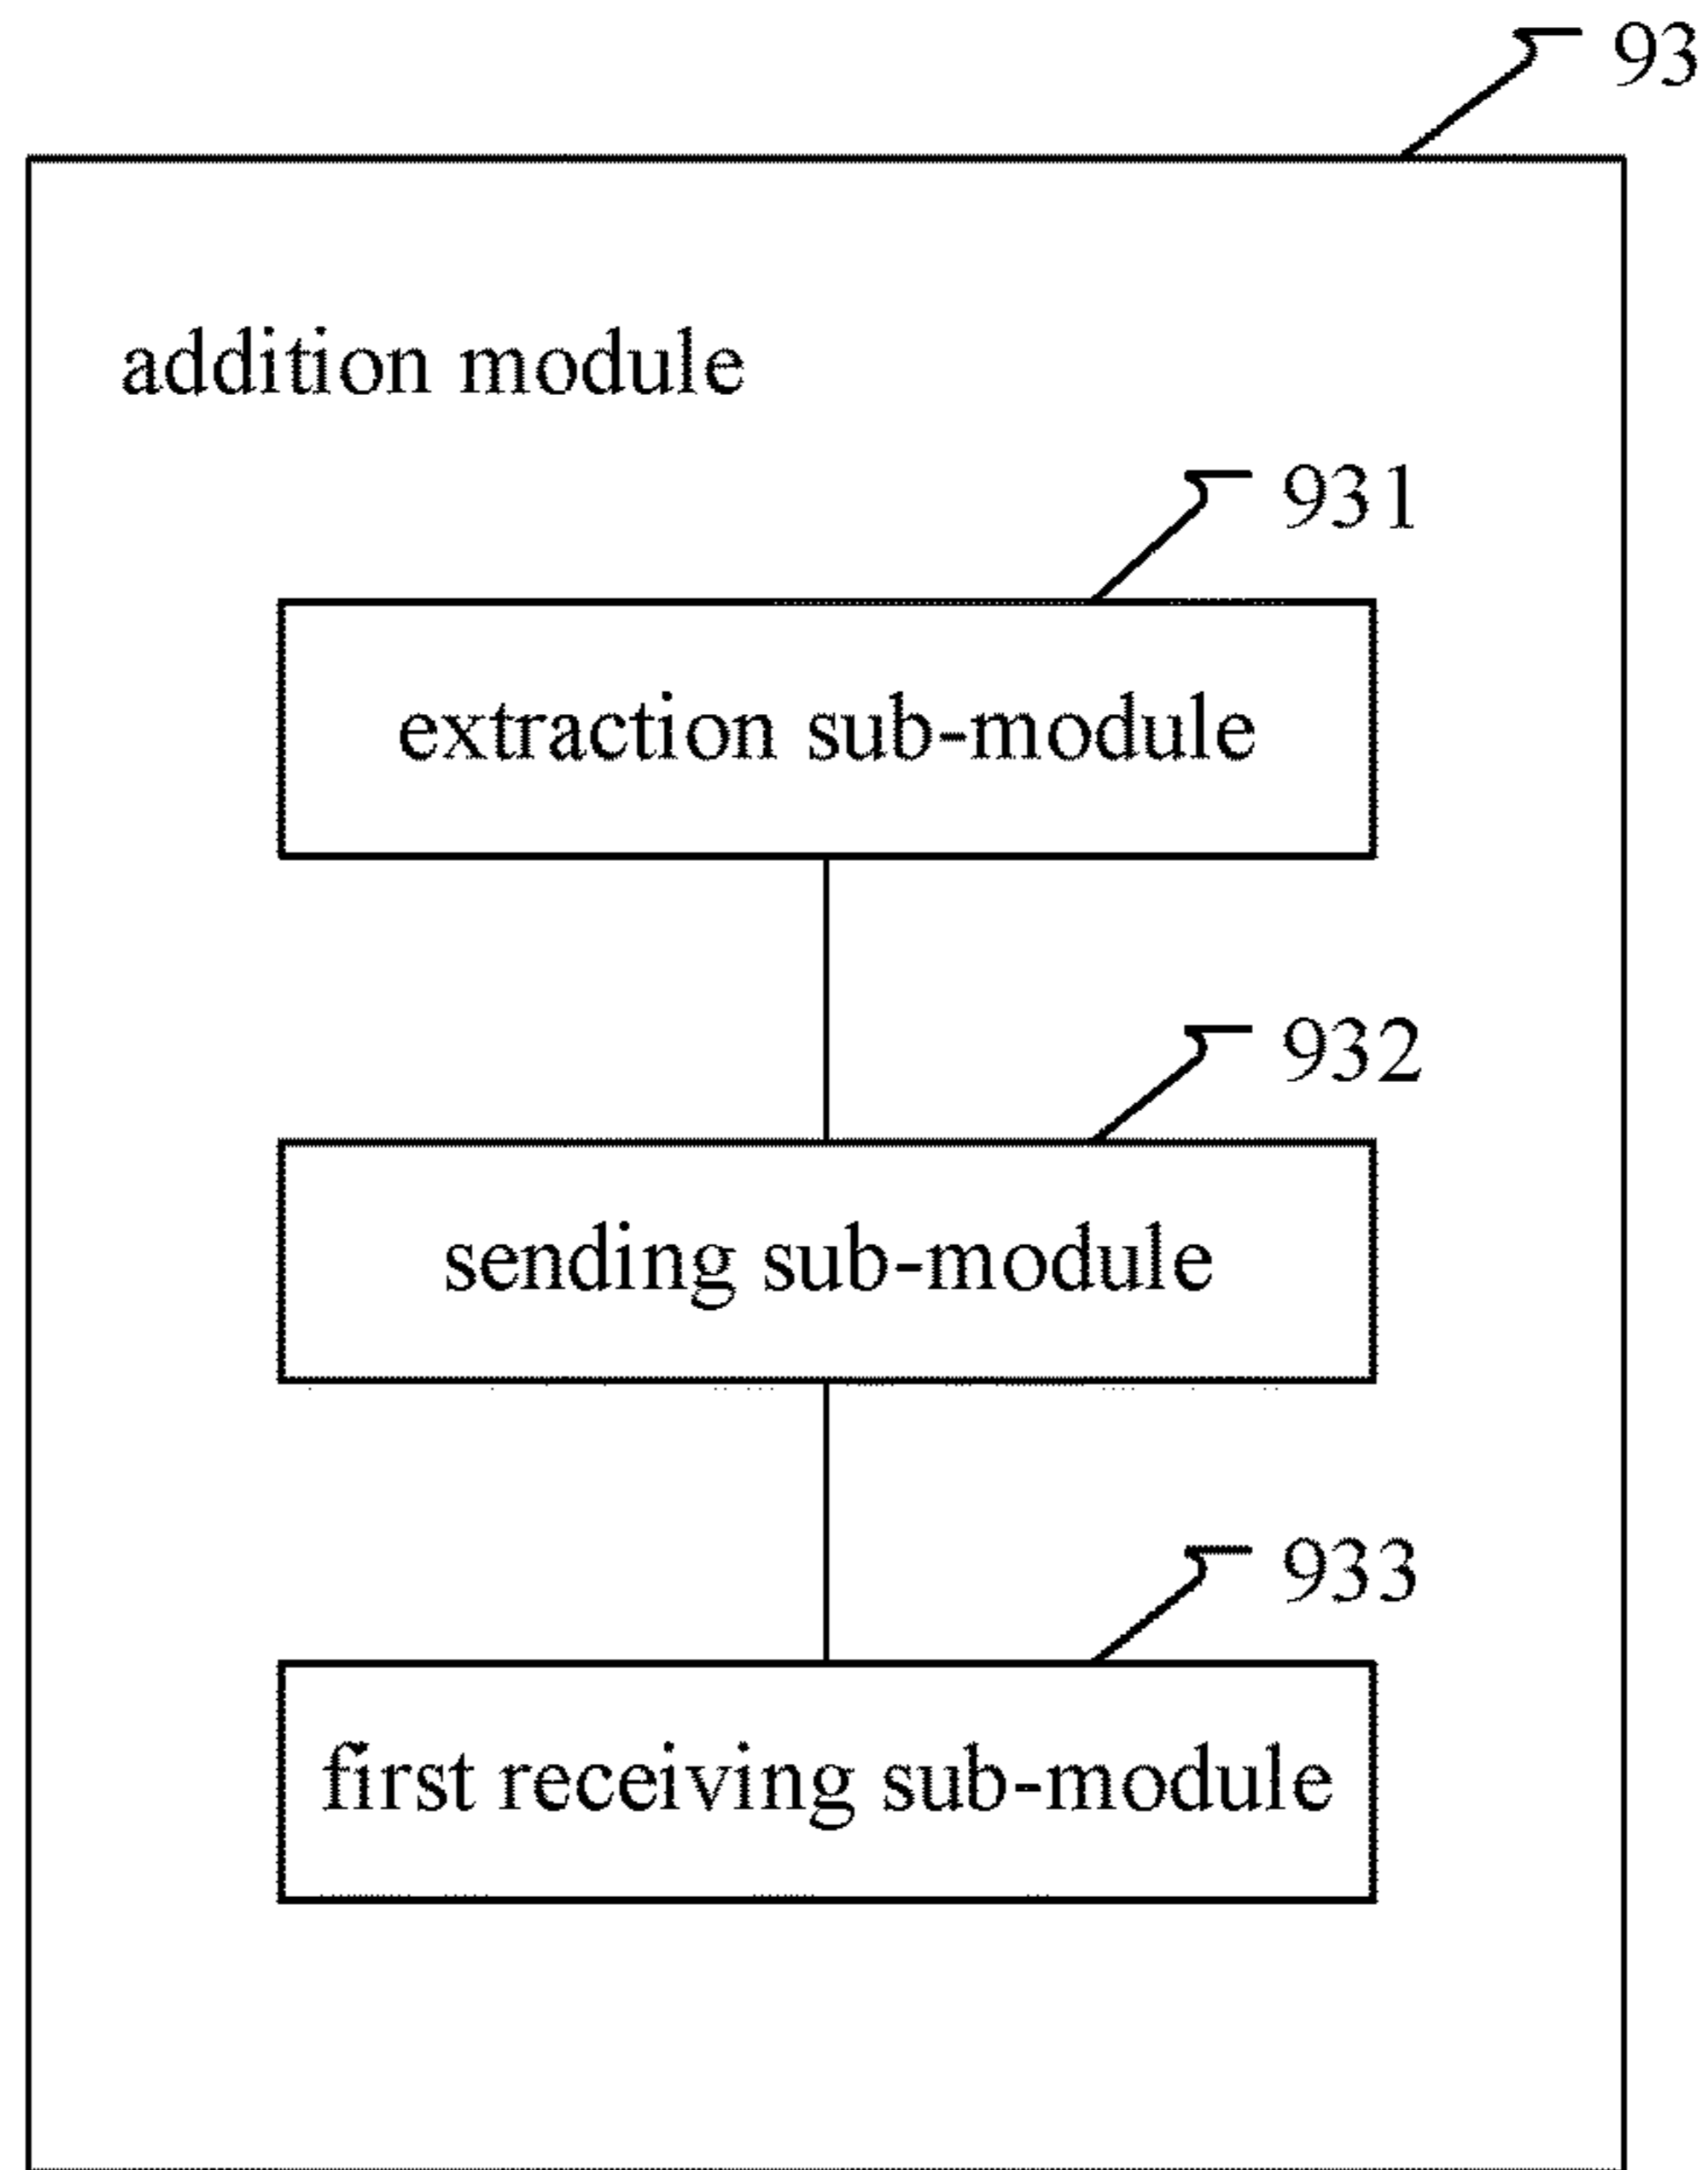 93
addition module
931
extraction sub-module
932
sending sub-module
933
first receiving sub-module